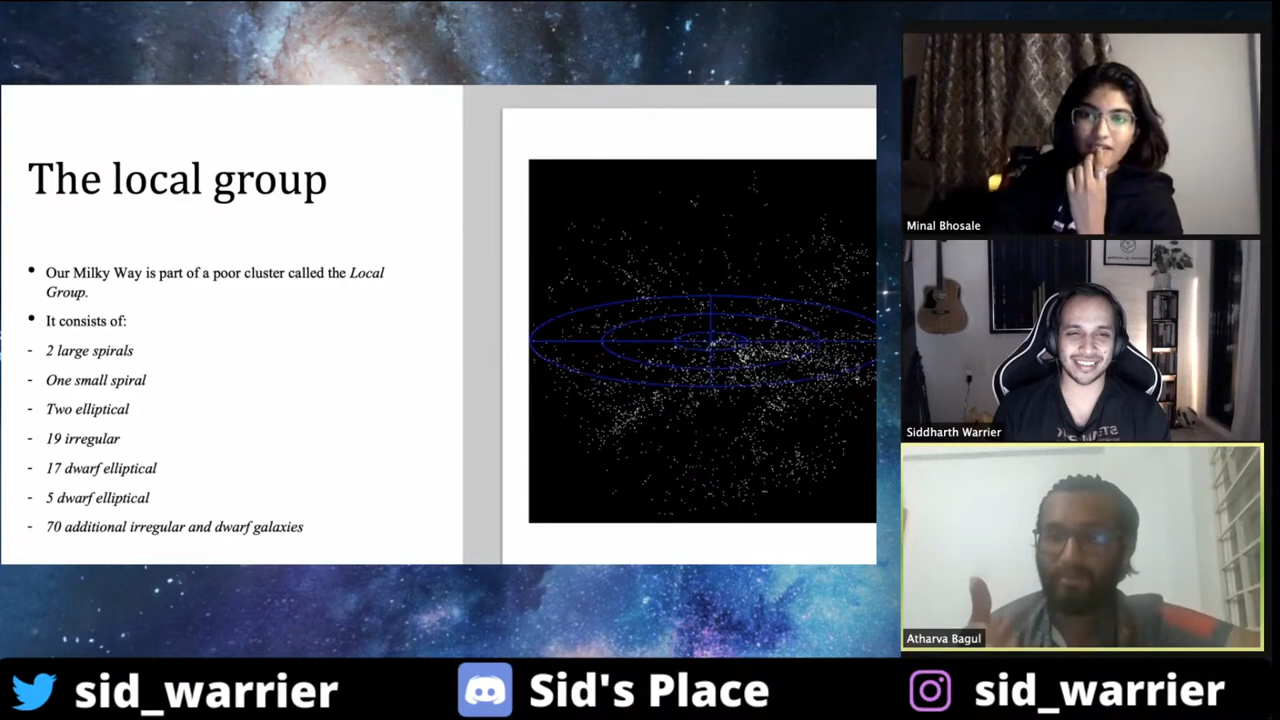 The local group
• Our Milky Way is part of a poor cluster called the Local
Group.
• It consists of:
- 2 large spirals
- One small spiral
- Two elliptical
- 19 irregular
- 17 dwarf elliptical
- 5 dwarf elliptical
- 70 additional irregular and dwarf galaxies
Minal Bhosale
Siddharth Warrier
Atharva Bagul
sid_warrier
Sid's Place
sid_warrier